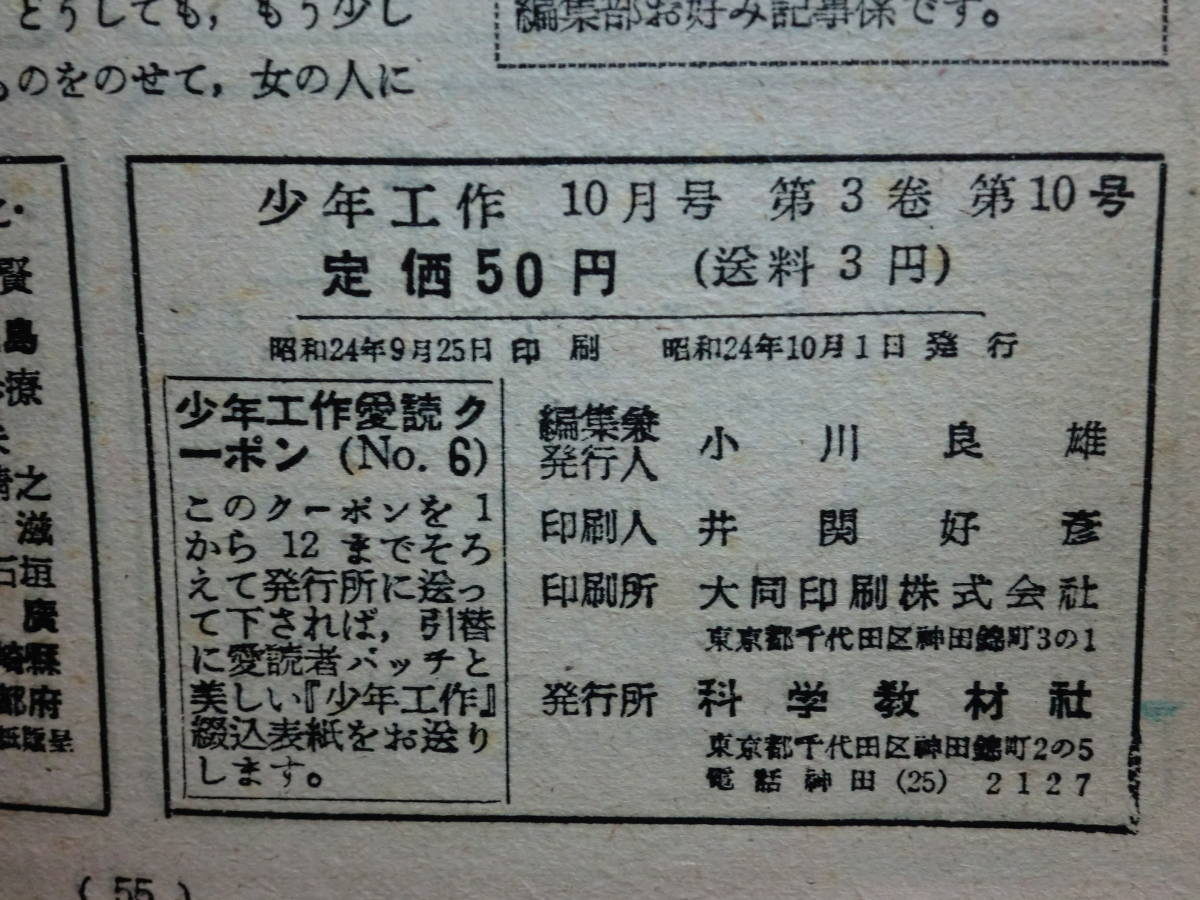 どうしても，もう少し
ものをのせて，女の人に
編集部お好み記事係です。
賢
島
療
靖之
滋
石垣
廣
崎縣
都府
少年工作 10月号 第3巻 第10号
定価50円 (送料3円)
昭和24年9月25日 印刷 昭和24年10月1日 発行
少年工作愛読ク
ーポン (No. 6)
このクーポンを1
から12までそろ
えて発行所に送っ
て下されば，引替
に愛読者バッチと
美しい『少年工作』
綴込表紙をお送り
します。
編集兼
発行人 小川良雄
印刷人 井関好彦
印刷所 大同印刷株式会社
東京都千代田区神田錦町3の1
発行所 科学教材社
東京都千代田区神田錦町2の5
電話神田 (25) 2127
( 55 )